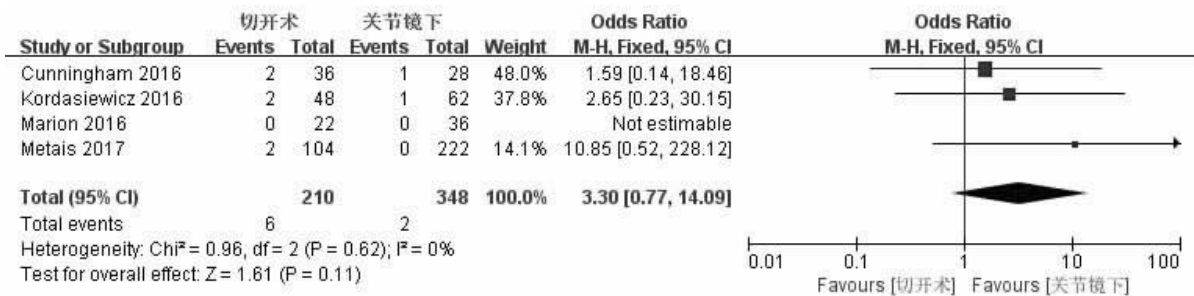 切开术 关节镜下 Odds Ratio Odds Ratio
Study or Subgroup Events Total Events Total Weight M-H, Fixed, 95% CI M-H, Fixed, 95% CI
Cunningham 2016 2 36 1 28 48.0% 1.59 [0.14, 18.46]
Kordasiewicz 2016 2 48 1 62 37.8% 2.65 [0.23, 30.15]
Marion 2016 0 22 0 36 Not estimable
Metais 2017 2 104 0 222 14.1% 10.85 [0.52, 228.12]
Total (95% CI) 210 348 100.0% 3.30 [0.77, 14.09]
Total events 6 2
Heterogeneity: Chi² = 0.96, df = 2 (P = 0.62); I² = 0%
Test for overall effect: Z = 1.61 (P = 0.11)
0.01 0.1 1 10 100
Favours [切开术] Favours [关节镜下]